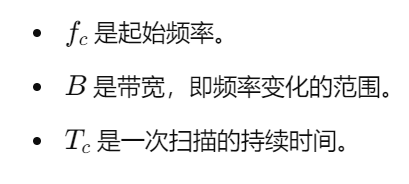 • f_c 是起始频率。
• B 是带宽，即频率变化的范围。
• T_c 是一次扫描的持续时间。